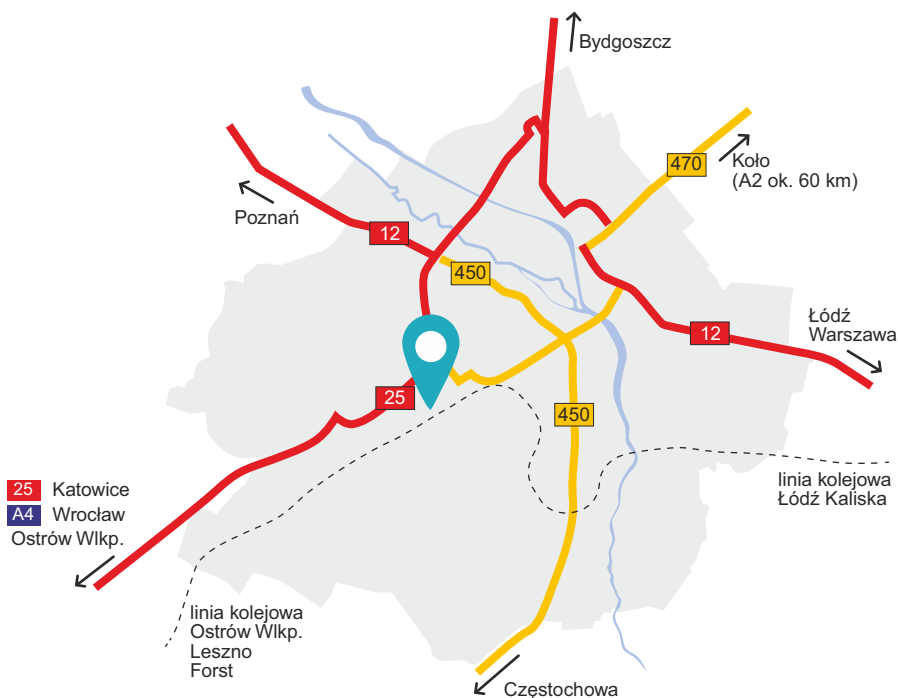 Bydgoszcz
470
Koło
(A2 ok. 60 km)
Poznań
12
450
Łódź
Warszawa
12
25
450
linia kolejowa
Łódź Kaliska
25 Katowice
A4 Wrocław
Ostrów Wlkp.
linia kolejowa
Ostrów Wlkp.
Leszno
Forst
Częstochowa